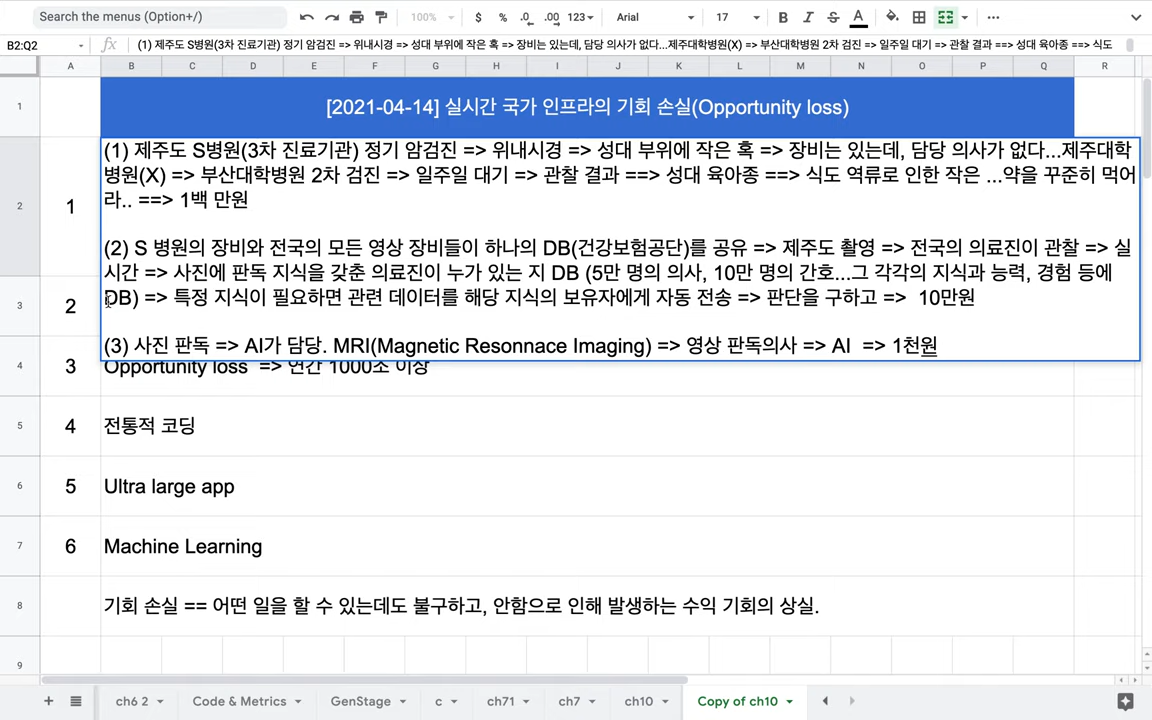 Search the menus (Option+/)
100%
$ % .0 .00 123
Arial
17
B I S A
B2:Q2
fx
(1) 제주도 S병원(3차 진료기관) 정기 암검진 => 위내시경 => 성대 부위에 작은 혹 => 장비는 있는데, 담당 의사가 없다...제주대학병원(X) => 부산대학병원 2차 검진 => 일주일 대기 => 관찰 결과 ==> 성대 육아종 ==> 식도
A B C D E F G H I J K L M N O P Q R
1
[2021-04-14] 실시간 국가 인프라의 기회 손실(Opportunity loss)
2
1
(1) 제주도 S병원(3차 진료기관) 정기 암검진 => 위내시경 => 성대 부위에 작은 혹 => 장비는 있는데, 담당 의사가 없다...제주대학
병원(X) => 부산대학병원 2차 검진 => 일주일 대기 => 관찰 결과 ==> 성대 육아종 ==> 식도 역류로 인한 작은 ...약을 꾸준히 먹어
라.. ==> 1백 만원
(2) S 병원의 장비와 전국의 모든 영상 장비들이 하나의 DB(건강보험공단)를 공유 => 제주도 촬영 => 전국의 의료진이 관찰 => 실
시간 => 사진에 판독 지식을 갖춘 의료진이 누가 있는 지 DB (5만 명의 의사, 10만 명의 간호...그 각각의 지식과 능력, 경험 등에
3
2
DB) => 특정 지식이 필요하면 관련 데이터를 해당 지식의 보유자에게 자동 전송 => 판단을 구하고 => 10만원
(3) 사진 판독 => AI가 담당. MRI(Magnetic Resonnace Imaging) => 영상 판독의사 => AI => 1천원
4
3
Opportunity loss => 연간 1000조 이상
5
4
전통적 코딩
6
5
Ultra large app
7
6
Machine Learning
8
기회 손실 == 어떤 일을 할 수 있는데도 불구하고, 안함으로 인해 발생하는 수익 기회의 상실.
9
ch6 2
Code & Metrics
GenStage
c
ch71
ch7
ch10
Copy of ch10